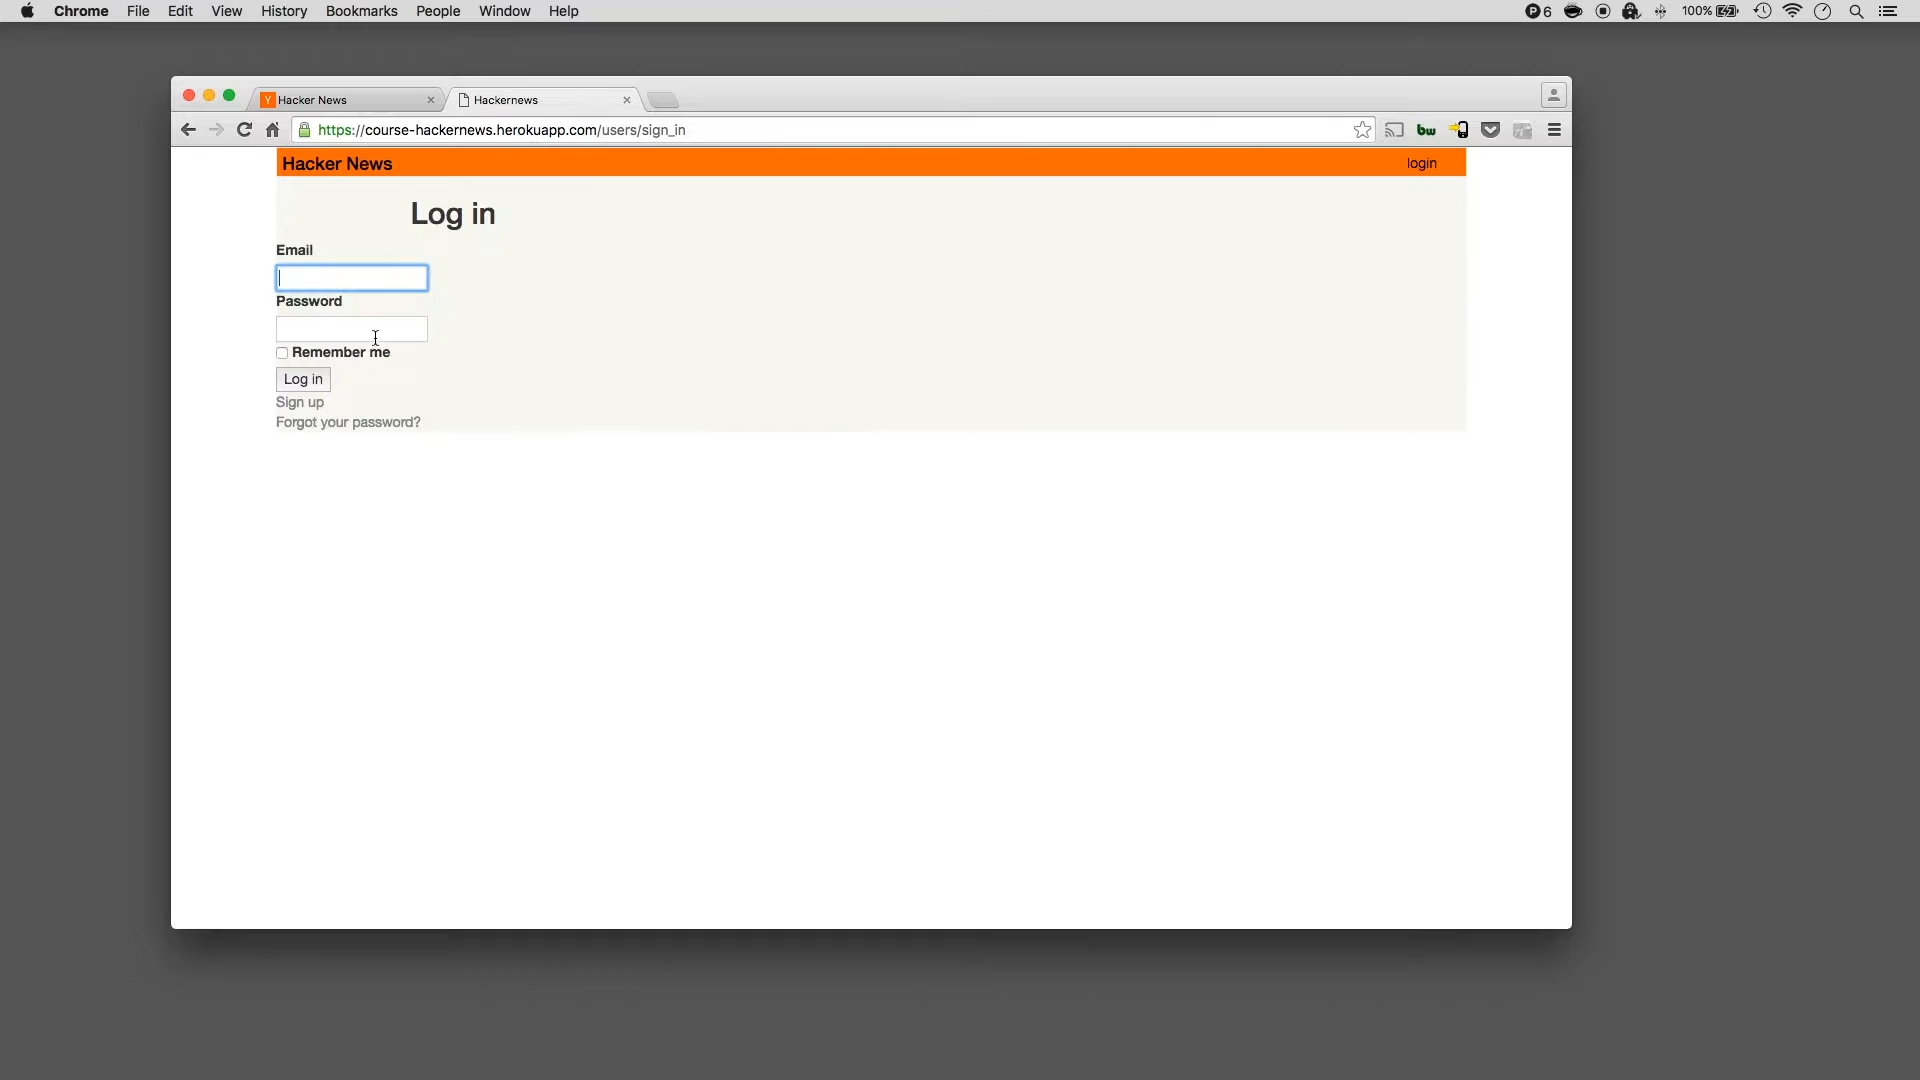 Chrome File Edit View History Bookmarks People Window Help 6 100%
Y Hacker News Hackernews
https://course-hackernews.herokuapp.com/users/sign_in bw
Hacker News login
Log in
Email
Password
Remember me
Log in
Sign up
Forgot your password?